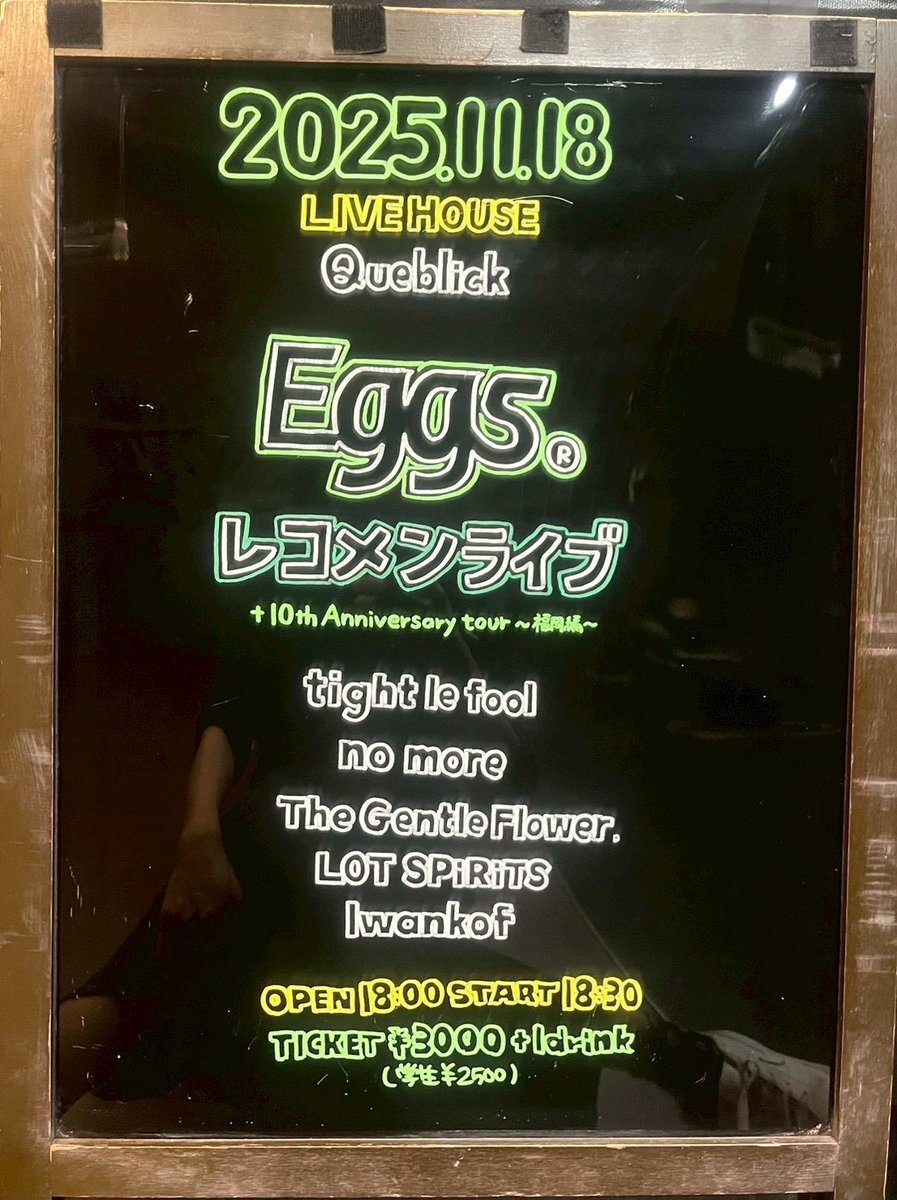 2025.11.18
LIVE HOUSE
Queblick
Eggs.®
レコメンライブ
+10th Anniversary tour ~福岡編~
tight le fool
no more
The Gentle Flower.
LOT SPiRiTS
Iwankof
OPEN 18:00 START 18:30
TICKET ¥3000 +1drink
(学生¥2500)